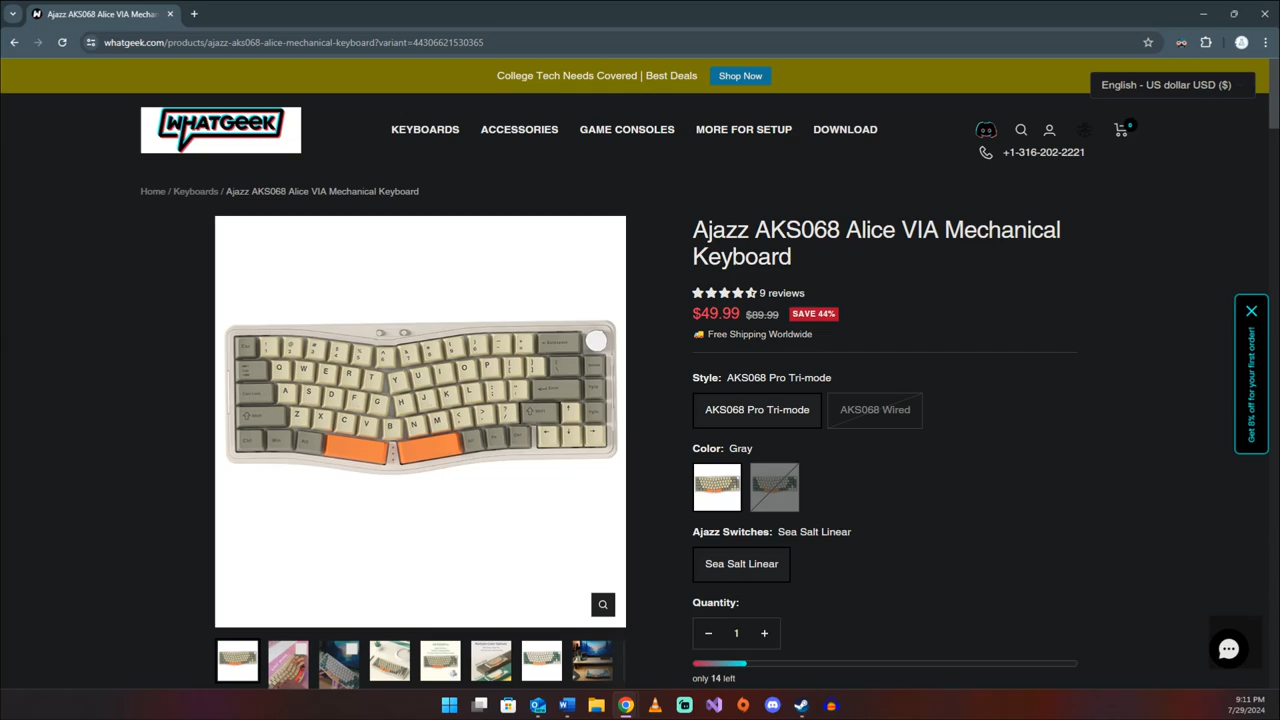 Ajazz AKS068 Alice VIA Mechan
whatgeek.com/products/ajazz-aks068-alice-mechanical-keyboard?variant=44306621530365
College Tech Needs Covered | Best Deals Shop Now
English - US dollar USD ($)
WHATGEEK
KEYBOARDS ACCESSORIES GAME CONSOLES MORE FOR SETUP DOWNLOAD
0
+1-316-202-2221
Home / Keyboards / Ajazz AKS068 Alice VIA Mechanical Keyboard
Ajazz AKS068 Alice VIA Mechanical
Keyboard
9 reviews
$49.99 $89.99 SAVE 44%
🚚 Free Shipping Worldwide
Style: AKS068 Pro Tri-mode
AKS068 Pro Tri-mode AKS068 Wired
Color: Gray
Ajazz Switches: Sea Salt Linear
Sea Salt Linear
Quantity:
− 1 +
only 14 left
Get 8% off for your first order!
Q W E R T Y U I O P
A S D F G H J K L
Z X C V B N M
9:11 PM
7/29/2024